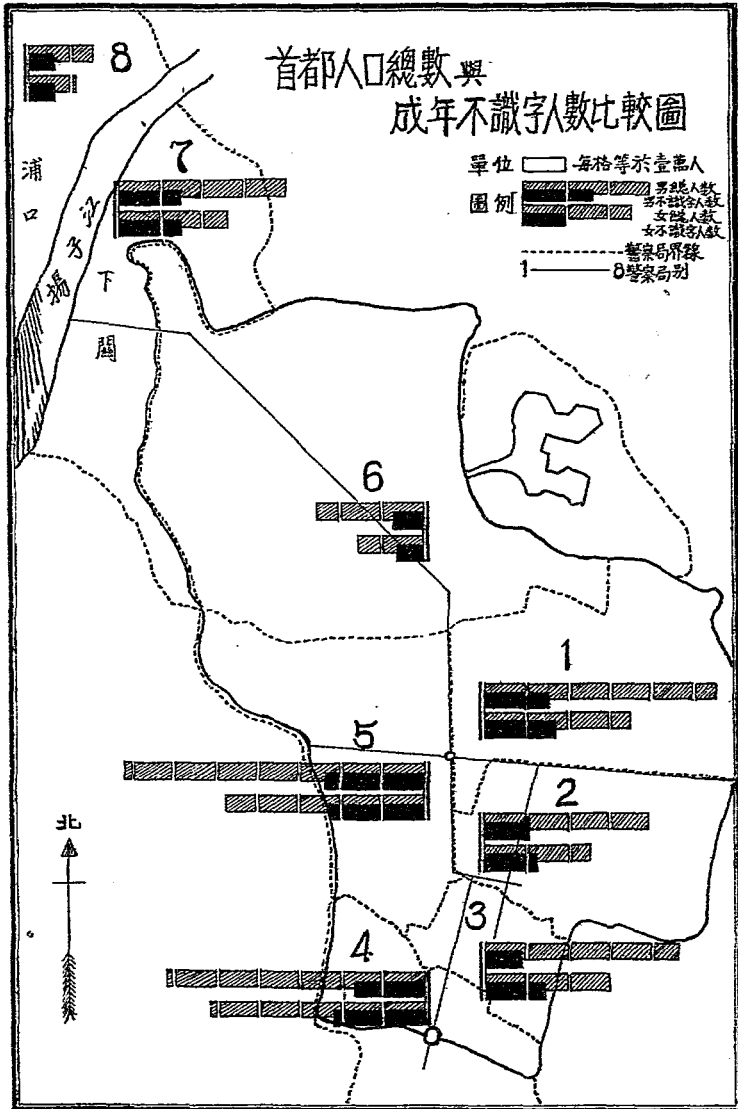 首都人口總數與
成年不識字人數比較圖
單位 每格等於壹萬人
圖例
男總人數
男不識字人數
女總人數
女不識字人數
警察局界線
1——8警察局別
8
7
浦口
揚子江
下關
6
1
5
2
北
3
4